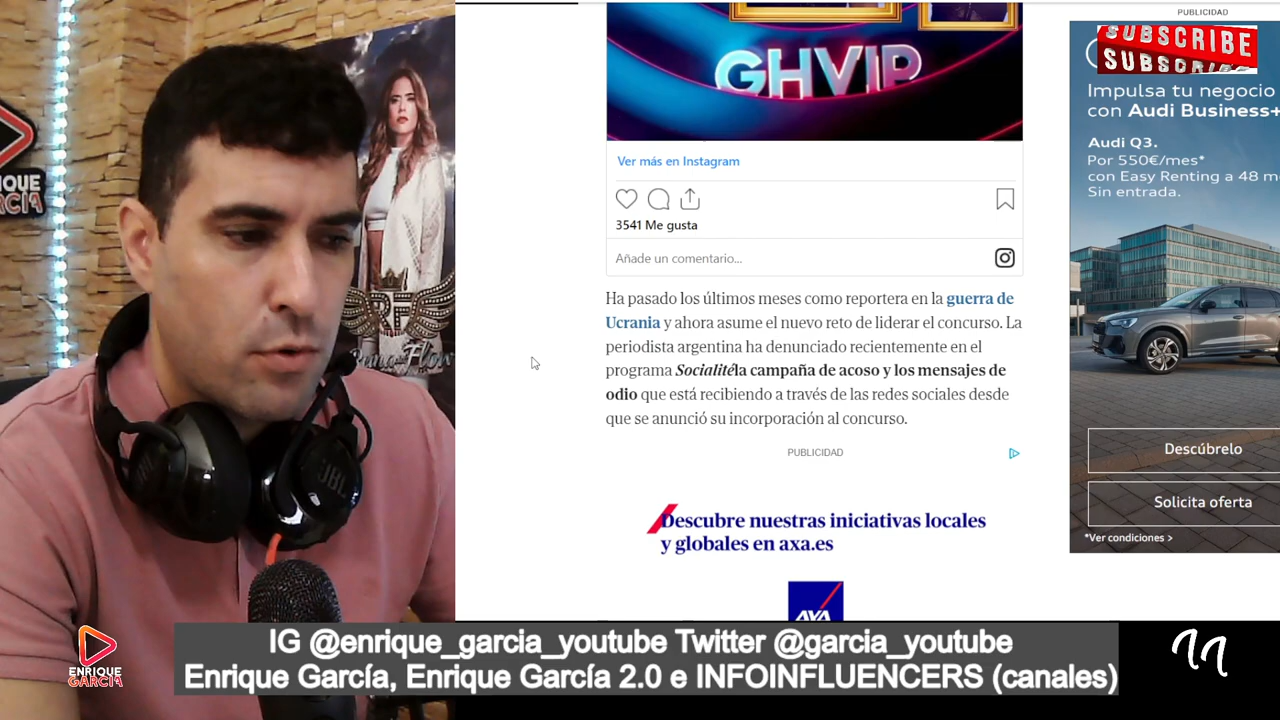 PUBLICIDAD
SUBSCRIBE
SUBSCRIBE
GHVIP
Impulsa tu negocio
con Audi Business+
Audi Q3.
Por 550€/mes*
con Easy Renting a 48 m
Sin entrada.
Ver más en Instagram
3541 Me gusta
Añade un comentario...
Ha pasado los últimos meses como reportera en la guerra de
Ucrania y ahora asume el nuevo reto de liderar el concurso. La
periodista argentina ha denunciado recientemente en el
programa Socialitéla campaña de acoso y los mensajes de
odio que está recibiendo a través de las redes sociales desde
que se anunció su incorporación al concurso.
PUBLICIDAD
Descúbrelo
Solicita oferta
*Ver condiciones >
Descubre nuestras iniciativas locales
y globales en axa.es
AXA
RF
JBL
ENRIQUE
GARCÍA
IG @enrique_garcia_youtube Twitter @garcia_youtube
Enrique García, Enrique García 2.0 e INFOINFLUENCERS (canales)